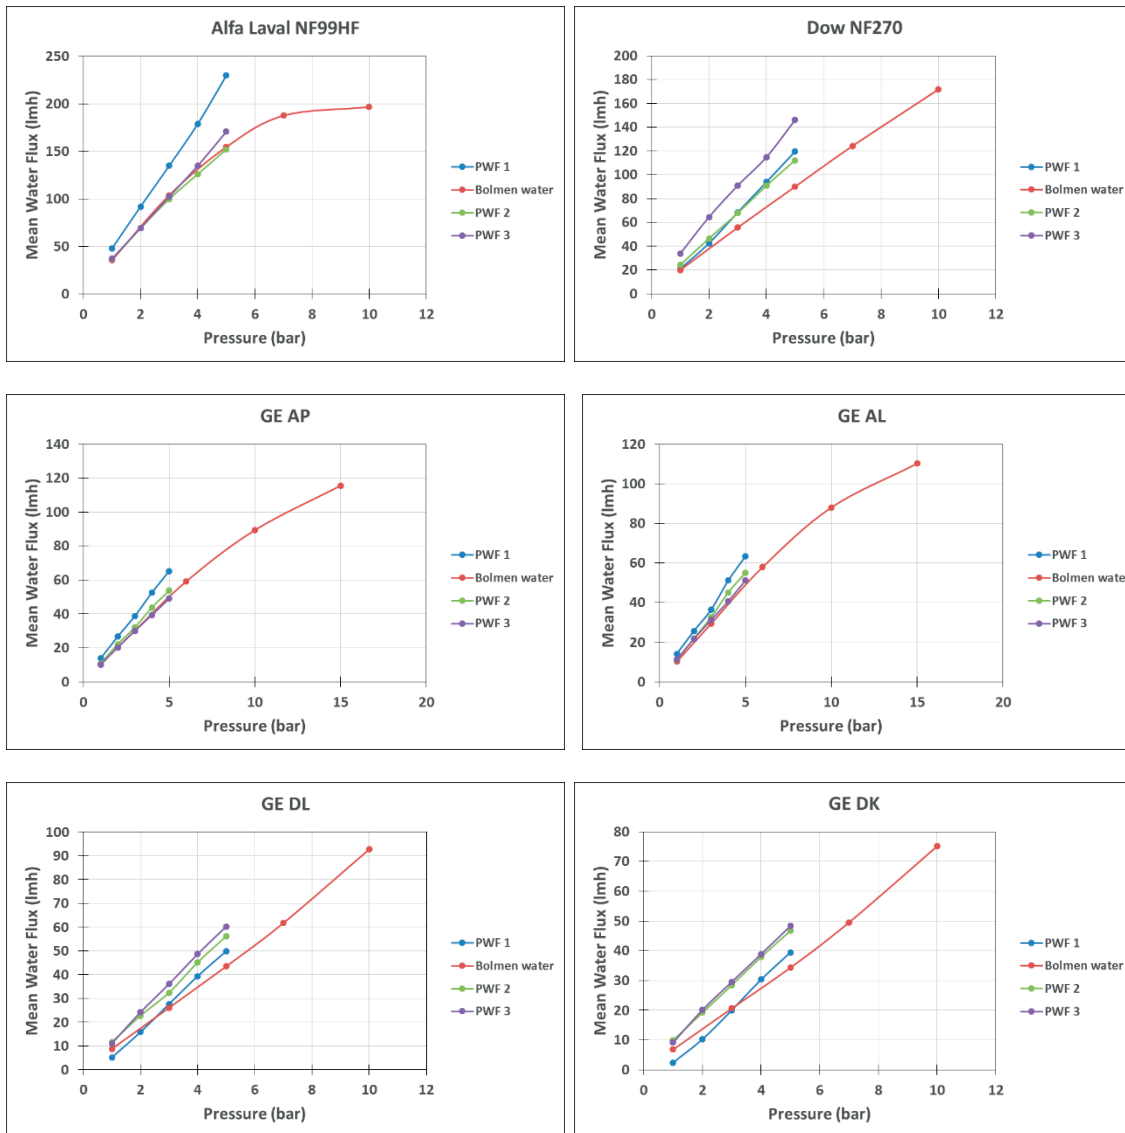 Alfa Laval NF99HF
Mean Water Flux (lmh)
250
200
150
100
50
0
0 2 4 6 8 10 12
Pressure (bar)
PWF 1
Bolmen water
PWF 2
PWF 3
Dow NF270
Mean Water Flux (lmh)
200
180
160
140
120
100
80
60
40
20
0
0 2 4 6 8 10 12
Pressure (bar)
PWF 1
Bolmen water
PWF 2
PWF 3
GE AP
Mean Water Flux (lmh)
140
120
100
80
60
40
20
0
0 5 10 15 20
Pressure (bar)
PWF 1
Bolmen water
PWF 2
PWF 3
GE AL
Mean Water Flux (lmh)
120
100
80
60
40
20
0
0 5 10 15 20
Pressure (bar)
PWF 1
Bolmen water
PWF 2
PWF 3
GE DL
Mean Water Flux (lmh)
100
90
80
70
60
50
40
30
20
10
0
0 2 4 6 8 10 12
Pressure (bar)
PWF 1
Bolmen water
PWF 2
PWF 3
GE DK
Mean Water Flux (lmh)
80
70
60
50
40
30
20
10
0
0 2 4 6 8 10 12
Pressure (bar)
PWF 1
Bolmen water
PWF 2
PWF 3